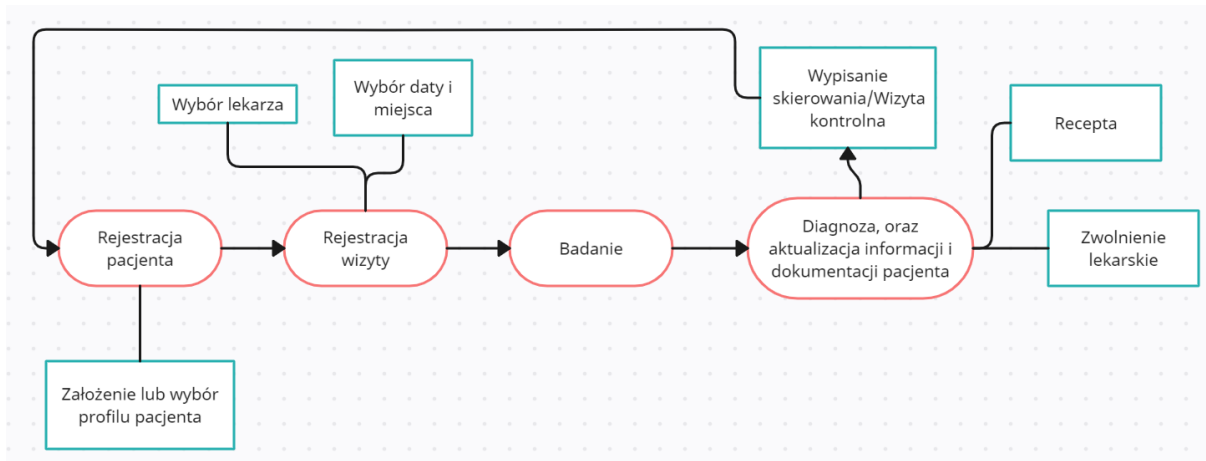 Wypisanie
skierowania/Wizyta
kontrolna
Wybór daty i
miejsca
Wybór lekarza
Recepta
Rejestracja
pacjenta
Rejestracja
wizyty
Badanie
Diagnoza, oraz
aktualizacja informacji i
dokumentacji pacjenta
Zwolnienie
lekarskie
Założenie lub wybór
profilu pacjenta